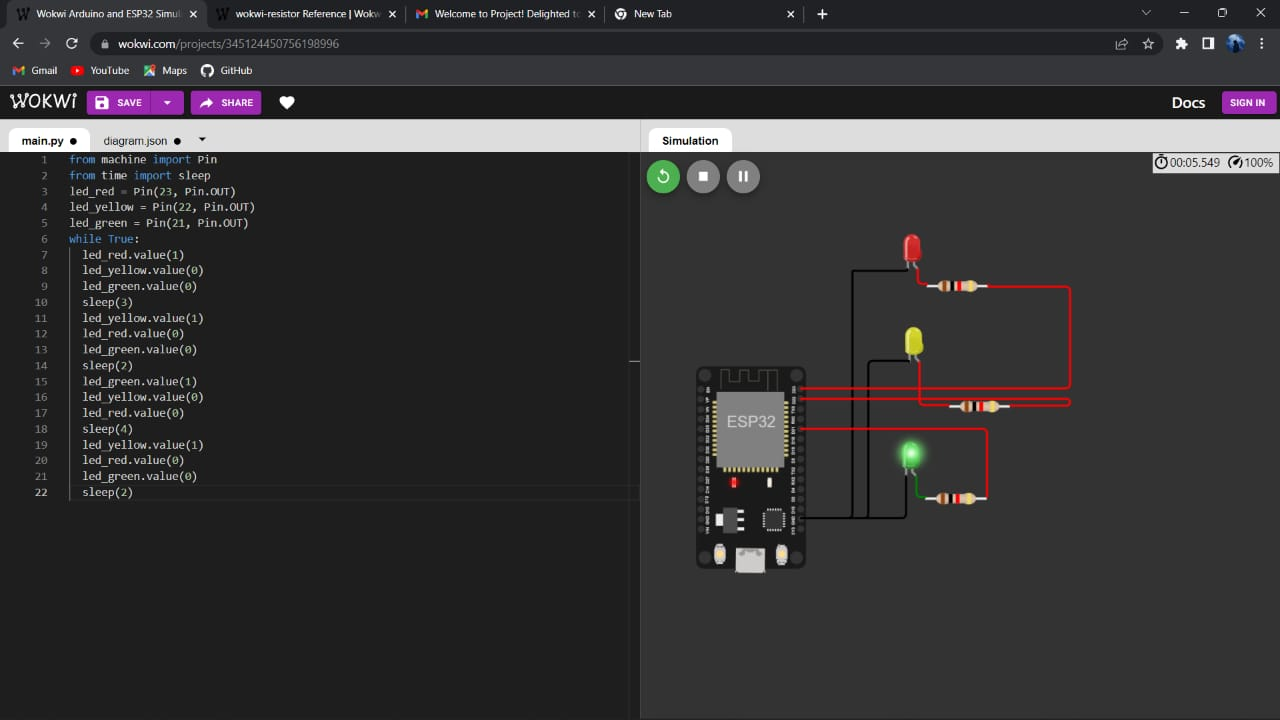 Wokwi Arduino and ESP32 Simul
wokwi-resistor Reference | Wokw
Welcome to Project! Delighted to
New Tab
wokwi.com/projects/345124450756198996
Gmail
YouTube
Maps
GitHub
WOKWI
SAVE
SHARE
Docs
SIGN IN
main.py
diagram.json
Simulation
00:05.549
100%
1 from machine import Pin
2 from time import sleep
3 led_red = Pin(23, Pin.OUT)
4 led_yellow = Pin(22, Pin.OUT)
5 led_green = Pin(21, Pin.OUT)
6 while True:
7 led_red.value(1)
8 led_yellow.value(0)
9 led_green.value(0)
10 sleep(3)
11 led_yellow.value(1)
12 led_red.value(0)
13 led_green.value(0)
14 sleep(2)
15 led_green.value(1)
16 led_yellow.value(0)
17 led_red.value(0)
18 sleep(4)
19 led_yellow.value(1)
20 led_red.value(0)
21 led_green.value(0)
22 sleep(2)
ESP32